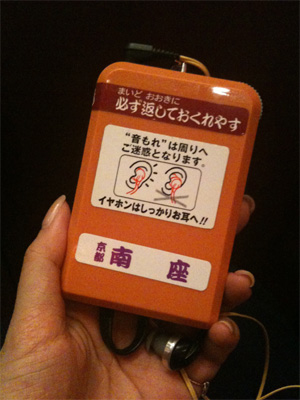 まいど おおきに
必ず返しておくれやす
“音もれ”は周りへ
ご迷惑となります。
イヤホンはしっかりお耳へ!!
京都 南座